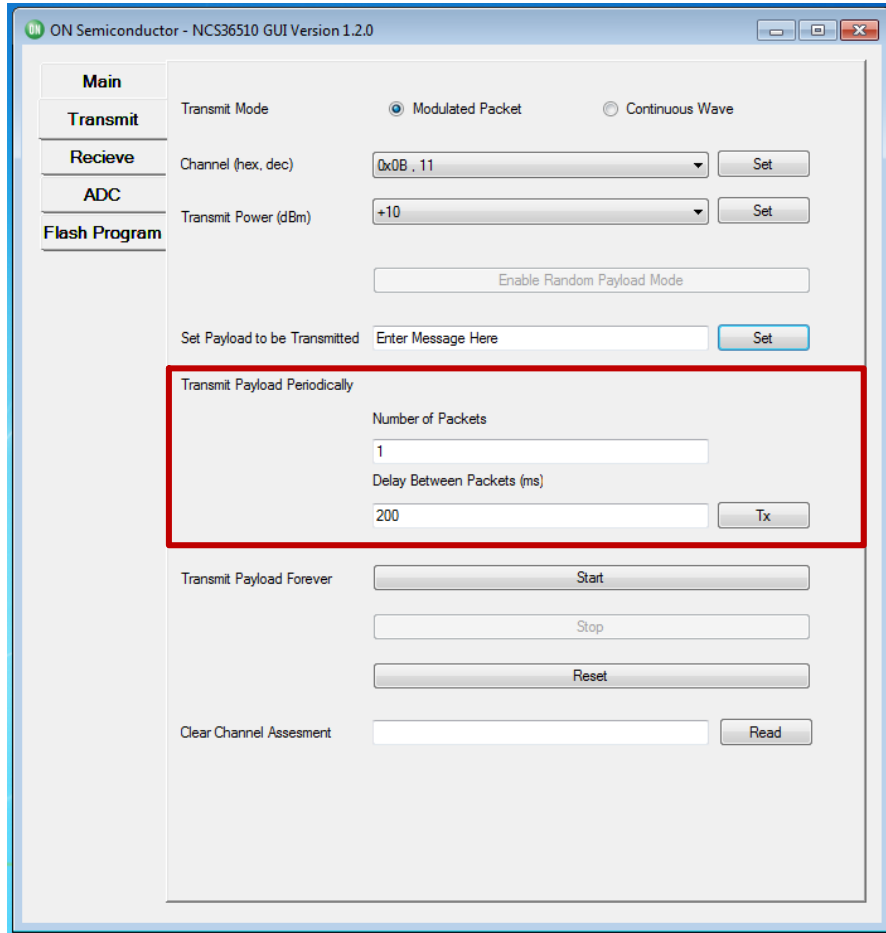 ON ON Semiconductor - NCS36510 GUI Version 1.2.0
Main
Transmit
Recieve
ADC
Flash Program
Transmit Mode Modulated Packet Continuous Wave
Channel (hex, dec) 0x0B , 11 Set
Transmit Power (dBm) +10 Set
Enable Random Payload Mode
Set Payload to be Transmitted Enter Message Here Set
Transmit Payload Periodically
Number of Packets
1
Delay Between Packets (ms)
200 Tx
Transmit Payload Forever Start
Stop
Reset
Clear Channel Assesment Read